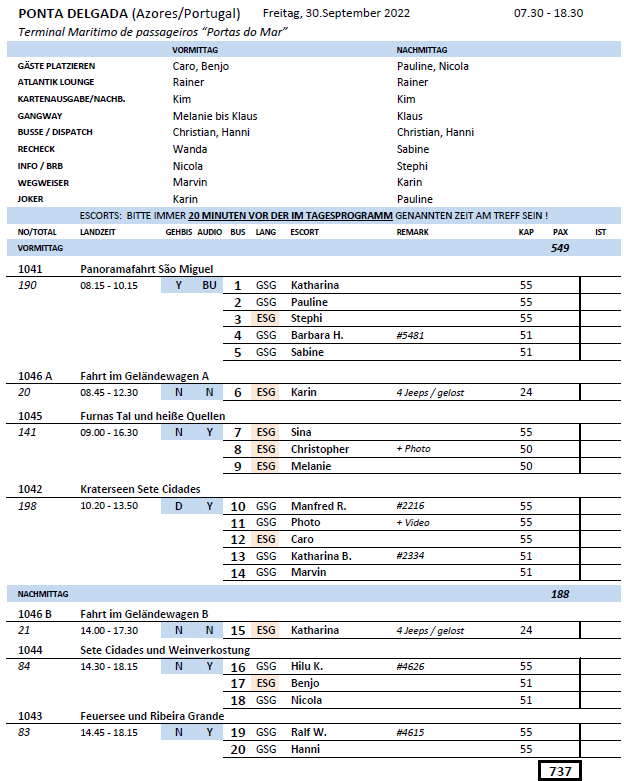 PONTA DELGADA (Azores/Portugal) Freitag, 30.September 2022 07.30 - 18.30
Terminal Maritimo de passageiros “Portas do Mar”
VORMITTAG NACHMITTAG
GÄSTE PLATZIEREN Caro, Benjo Pauline, Nicola
ATLANTIK LOUNGE Rainer Rainer
KARTENAUSGABE/NACHB. Kim Kim
GANGWAY Melanie bis Klaus Klaus
BUSSE / DISPATCH Christian, Hanni Christian, Hanni
RECHECK Wanda Sabine
INFO / BRB Nicola Stephi
WEGWEISER Marvin Karin
JOKER Karin Pauline
ESCORTS: BITTE IMMER 20 MINUTEN VOR DER IM TAGESPROGRAMM GENANNTEN ZEIT AM TREFF SEIN !
NO/TOTAL LANDZEIT GEHBIS AUDIO BUS LANG ESCORT REMARK KAP PAX IST
VORMITTAG 549
1041 Panoramafahrt São Miguel
190 08.15 - 10.15 Y BU 1 GSG Katharina 55
2 GSG Pauline 55
3 ESG Stephi 55
4 GSG Barbara H. #5481 51
5 GSG Sabine 51
1046 A Fahrt im Geländewagen A
20 08.45 - 12.30 N N 6 ESG Karin 4 Jeeps / gelost 24
1045 Furnas Tal und heiße Quellen
141 09.00 - 16.30 N Y 7 ESG Sina 55
8 ESG Christopher + Photo 50
9 ESG Melanie 50
1042 Kraterseen Sete Cidades
198 10.20 - 13.50 D Y 10 GSG Manfred R. #2216 55
11 GSG Photo + Video 55
12 ESG Caro 55
13 GSG Katharina B. #2334 51
14 GSG Marvin 51
NACHMITTAG 188
1046 B Fahrt im Geländewagen B
21 14.00 - 17.30 N N 15 ESG Katharina 4 Jeeps / gelost 24
1044 Sete Cidades und Weinverkostung
84 14.30 - 18.15 N Y 16 GSG Hilu K. #4626 55
17 ESG Benjo 51
18 GSG Nicola 51
1043 Feuersee und Ribeira Grande
83 14.45 - 18.15 N Y 19 GSG Ralf W. #4615 55
20 GSG Hanni 55
737